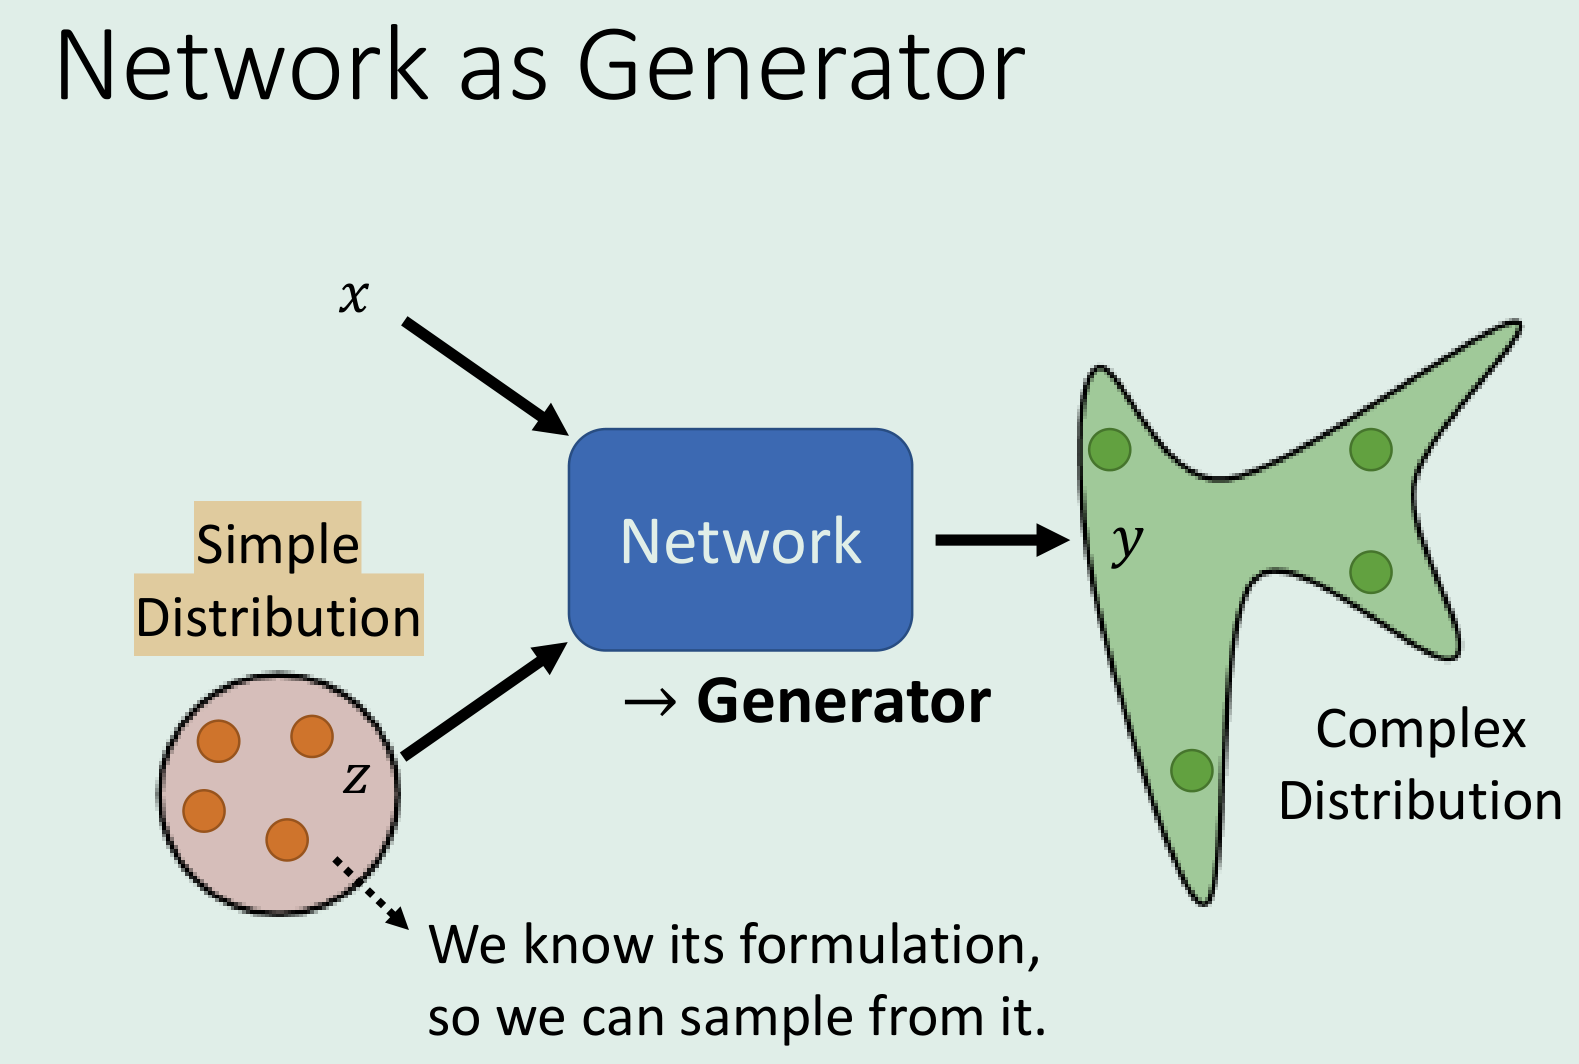 Network as Generator
x
Simple
Distribution
z
Network
→ Generator
y
Complex
Distribution
We know its formulation,
so we can sample from it.